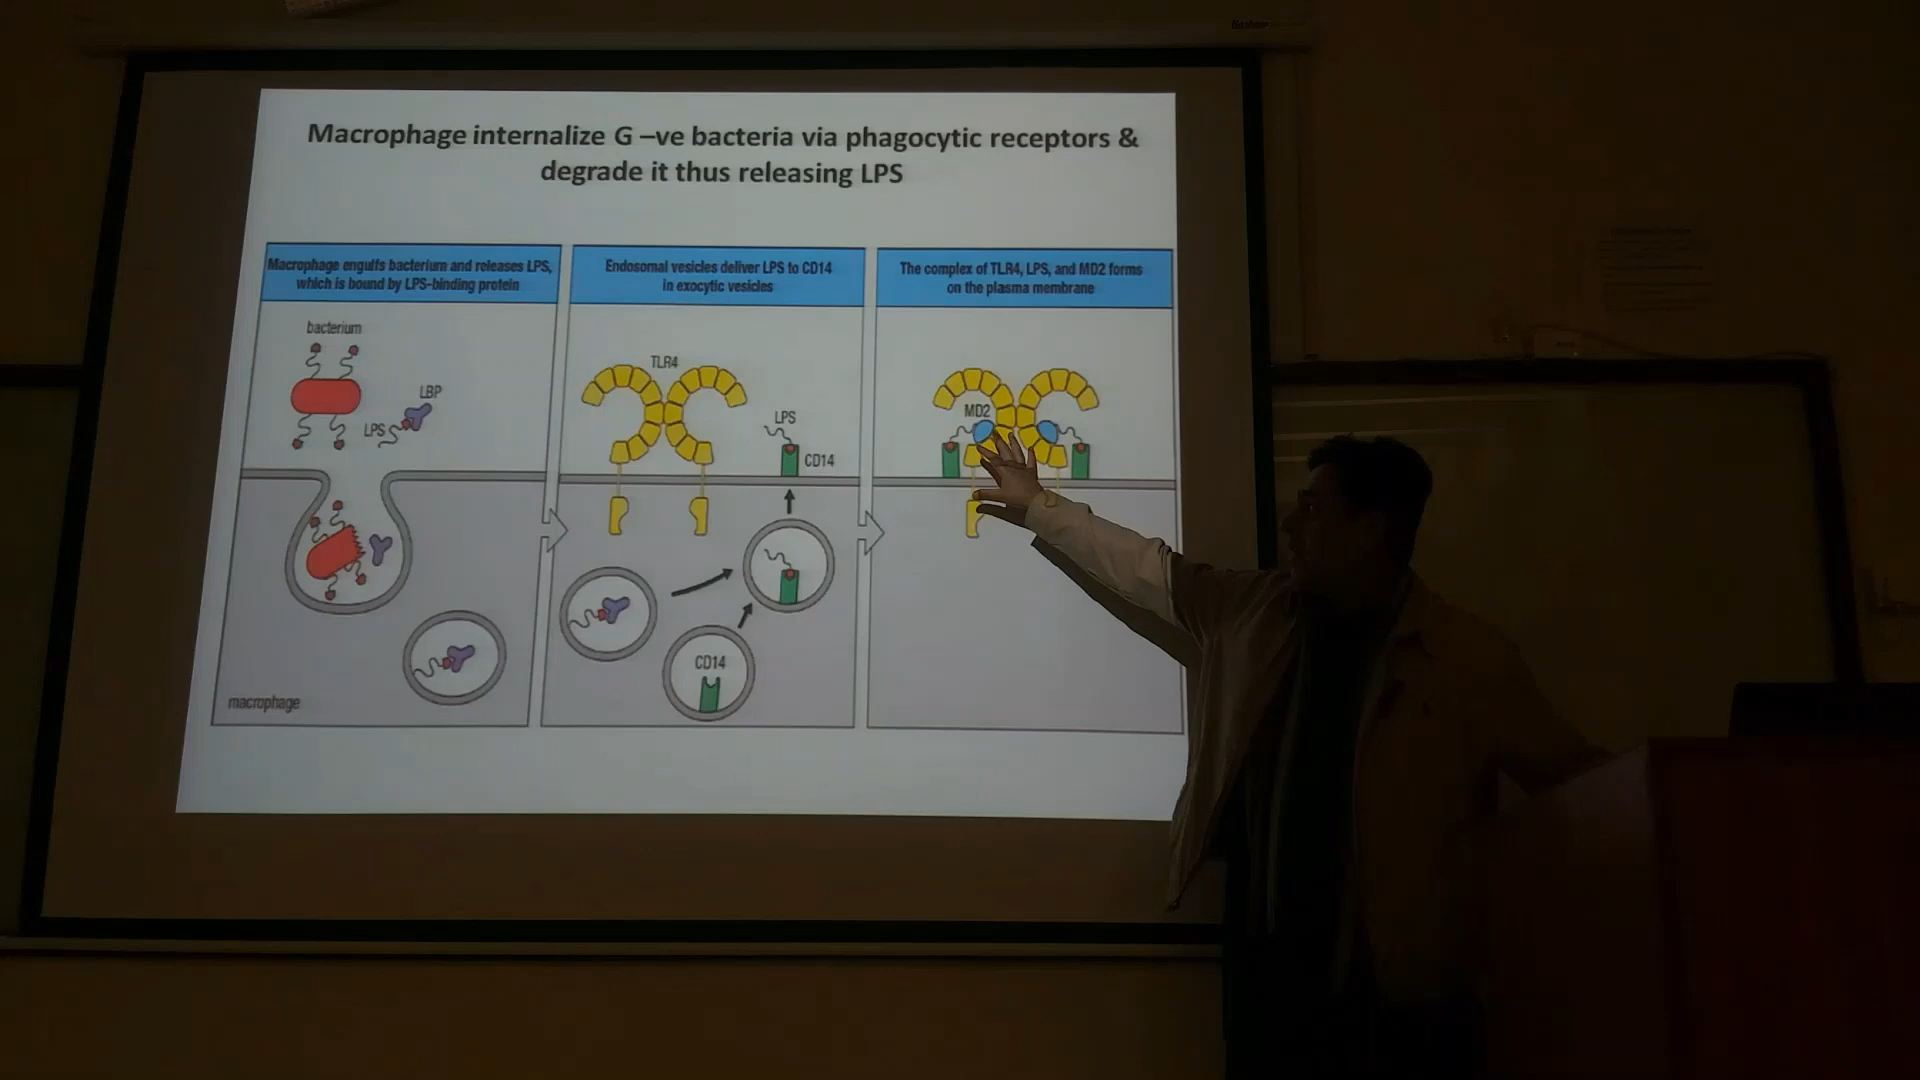 Macrophage internalize G –ve bacteria via phagocytic receptors &
degrade it thus releasing LPS
Macrophage engulfs bacterium and releases LPS,
which is bound by LPS-binding protein
bacterium
LBP
LPS
macrophage
Endosomal vesicles deliver LPS to CD14
in exocytic vesicles
TLR4
LPS
CD14
CD14
The complex of TLR4, LPS, and MD2 forms
on the plasma membrane
MD2